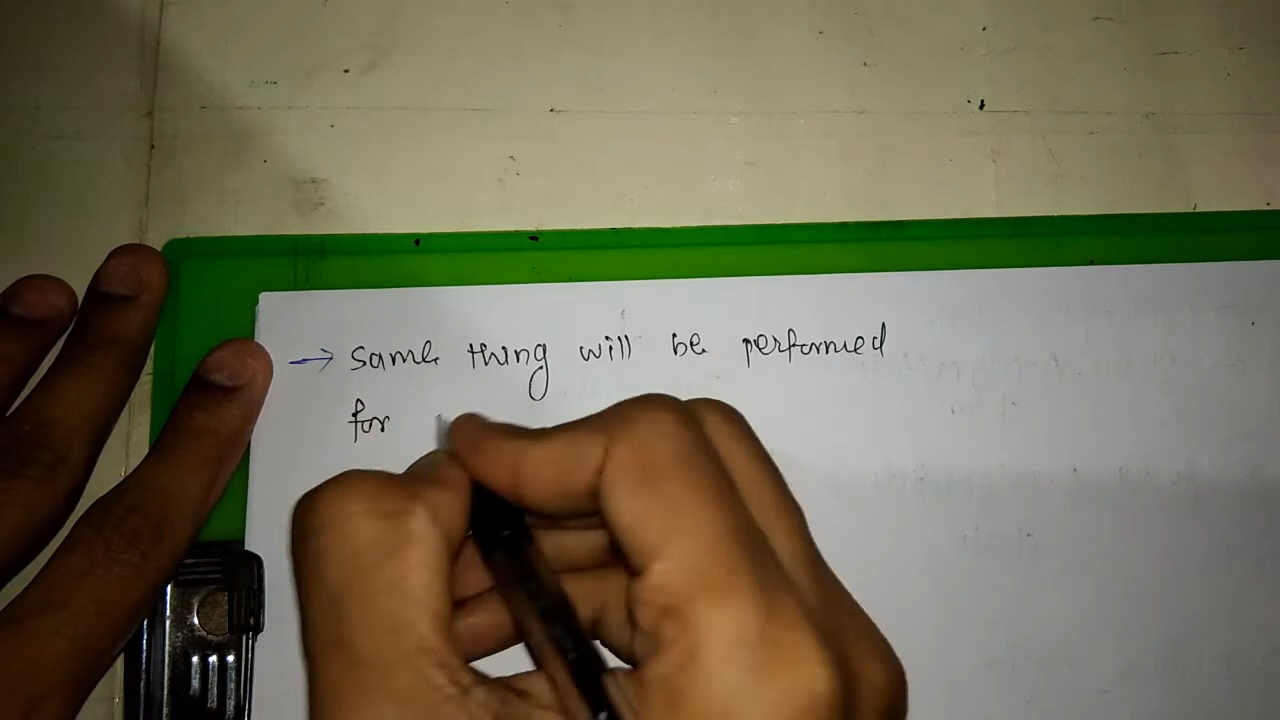 → same thing will be performed
for